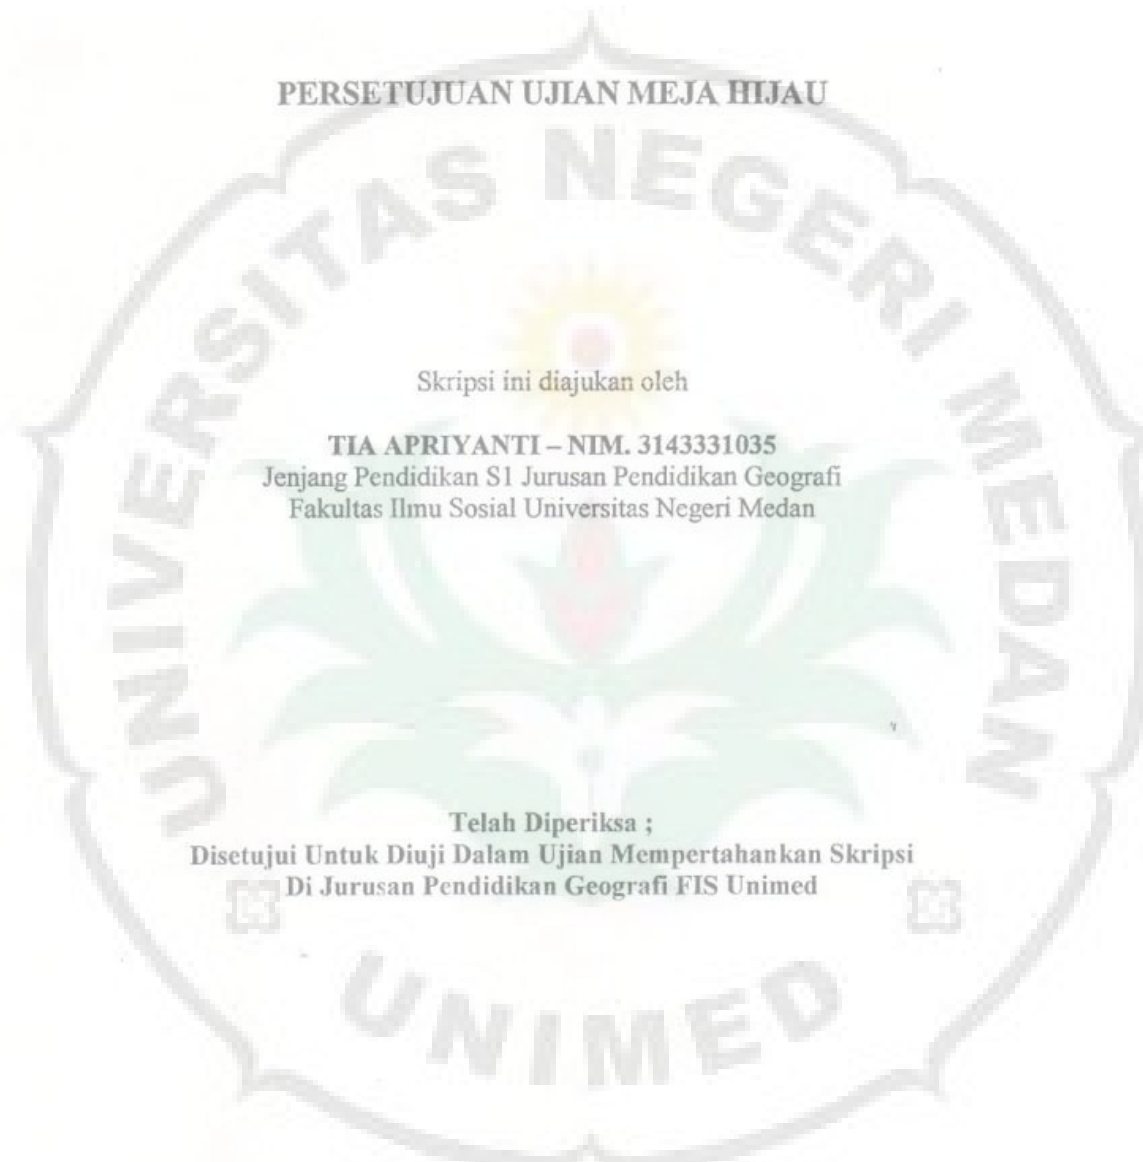 PERSETUJUAN UJIAN MEJA HIJAU
UNIVERSITAS NEGERI MEDAN
Skripsi ini diajukan oleh
TIA APRIYANTI – NIM. 3143331035
Jenjang Pendidikan S1 Jurusan Pendidikan Geografi
Fakultas Ilmu Sosial Universitas Negeri Medan
Telah Diperiksa ;
Disetujui Untuk Diuji Dalam Ujian Mempertahankan Skripsi
Di Jurusan Pendidikan Geografi FIS Unimed
UNIMED